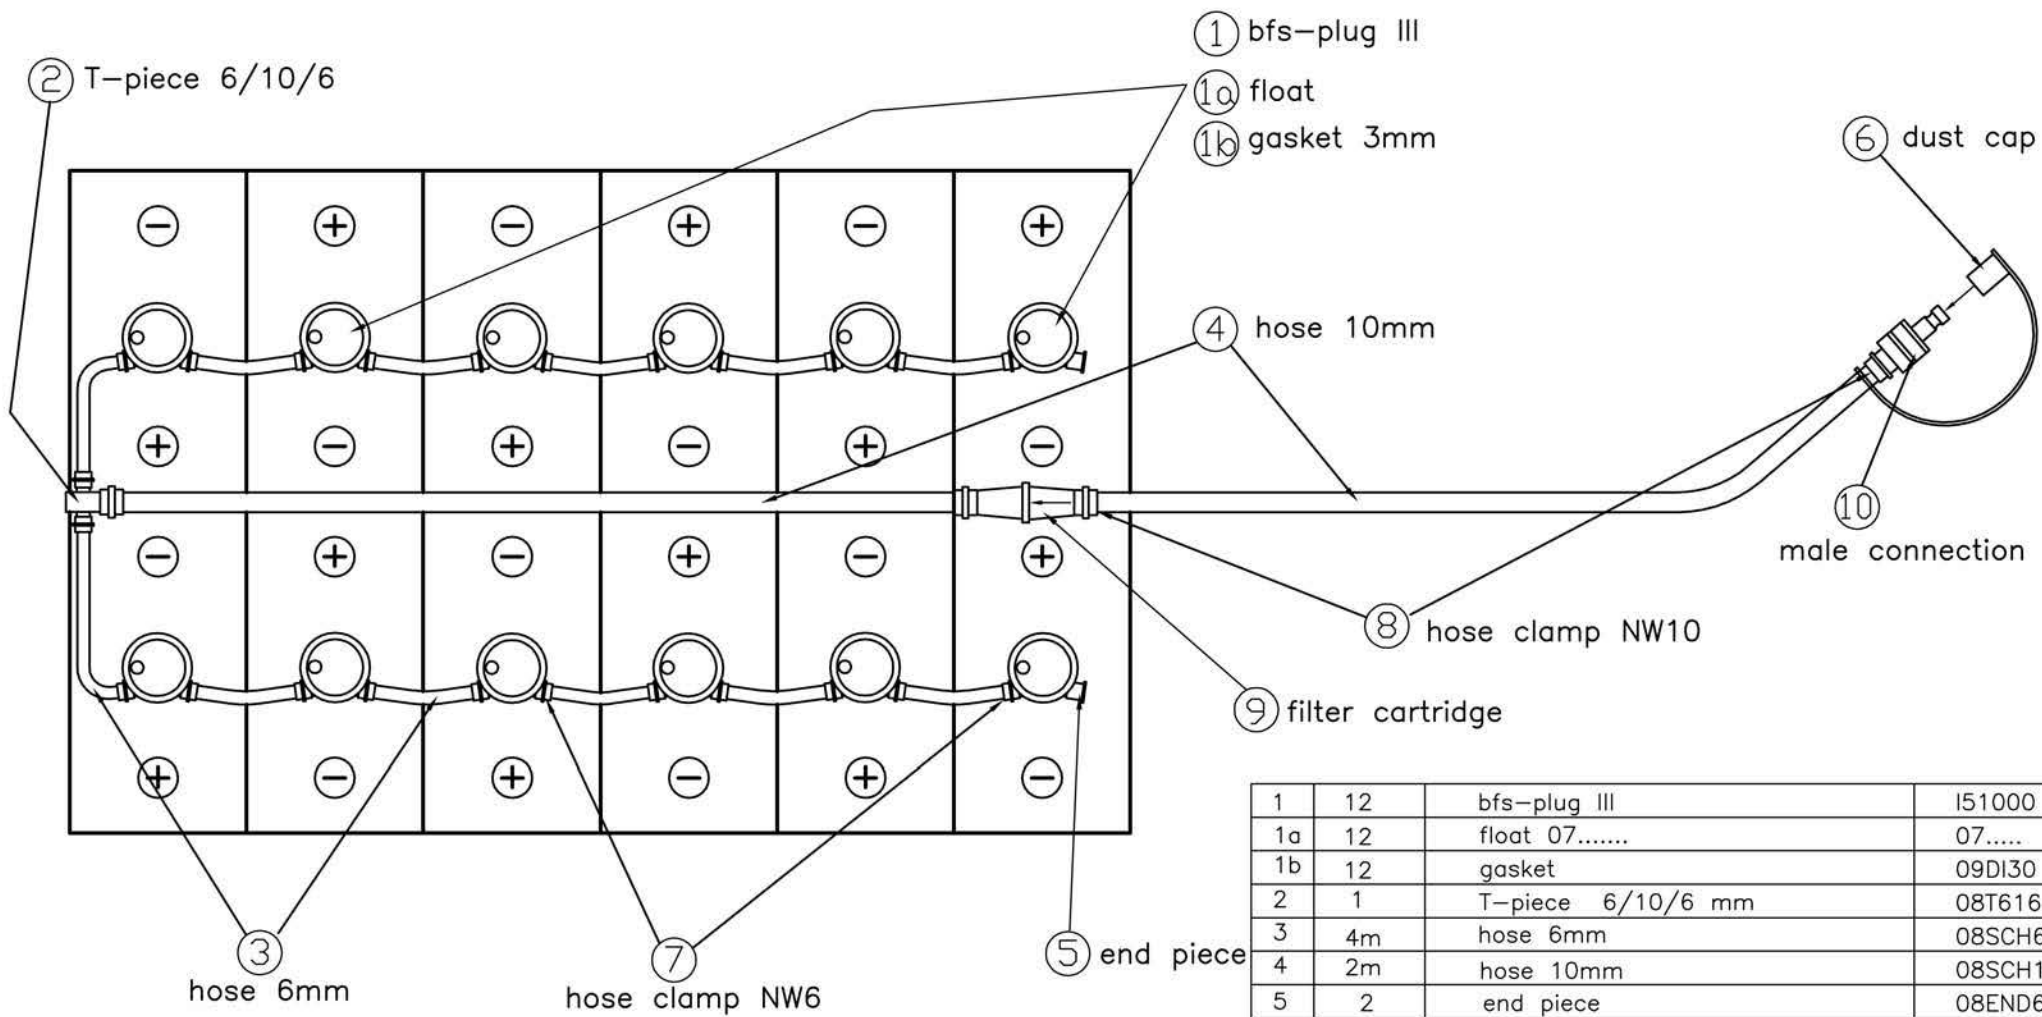 ① bfs-plug III
② T-piece 6/10/6
1a float
1b gasket 3mm
⑥ dust cap
④ hose 10mm
⑩
male connection
⑧ hose clamp NW10
⑨ filter cartridge
③
hose 6mm
⑦
hose clamp NW6
⑤ end piece
1 12 bfs-plug III I51000
1a 12 float 07....... 07.....
1b 12 gasket 09DI30
2 1 T-piece 6/10/6 mm 08T616
3 4m hose 6mm 08SCH6
4 2m hose 10mm 08SCH1
5 2 end piece 08END6